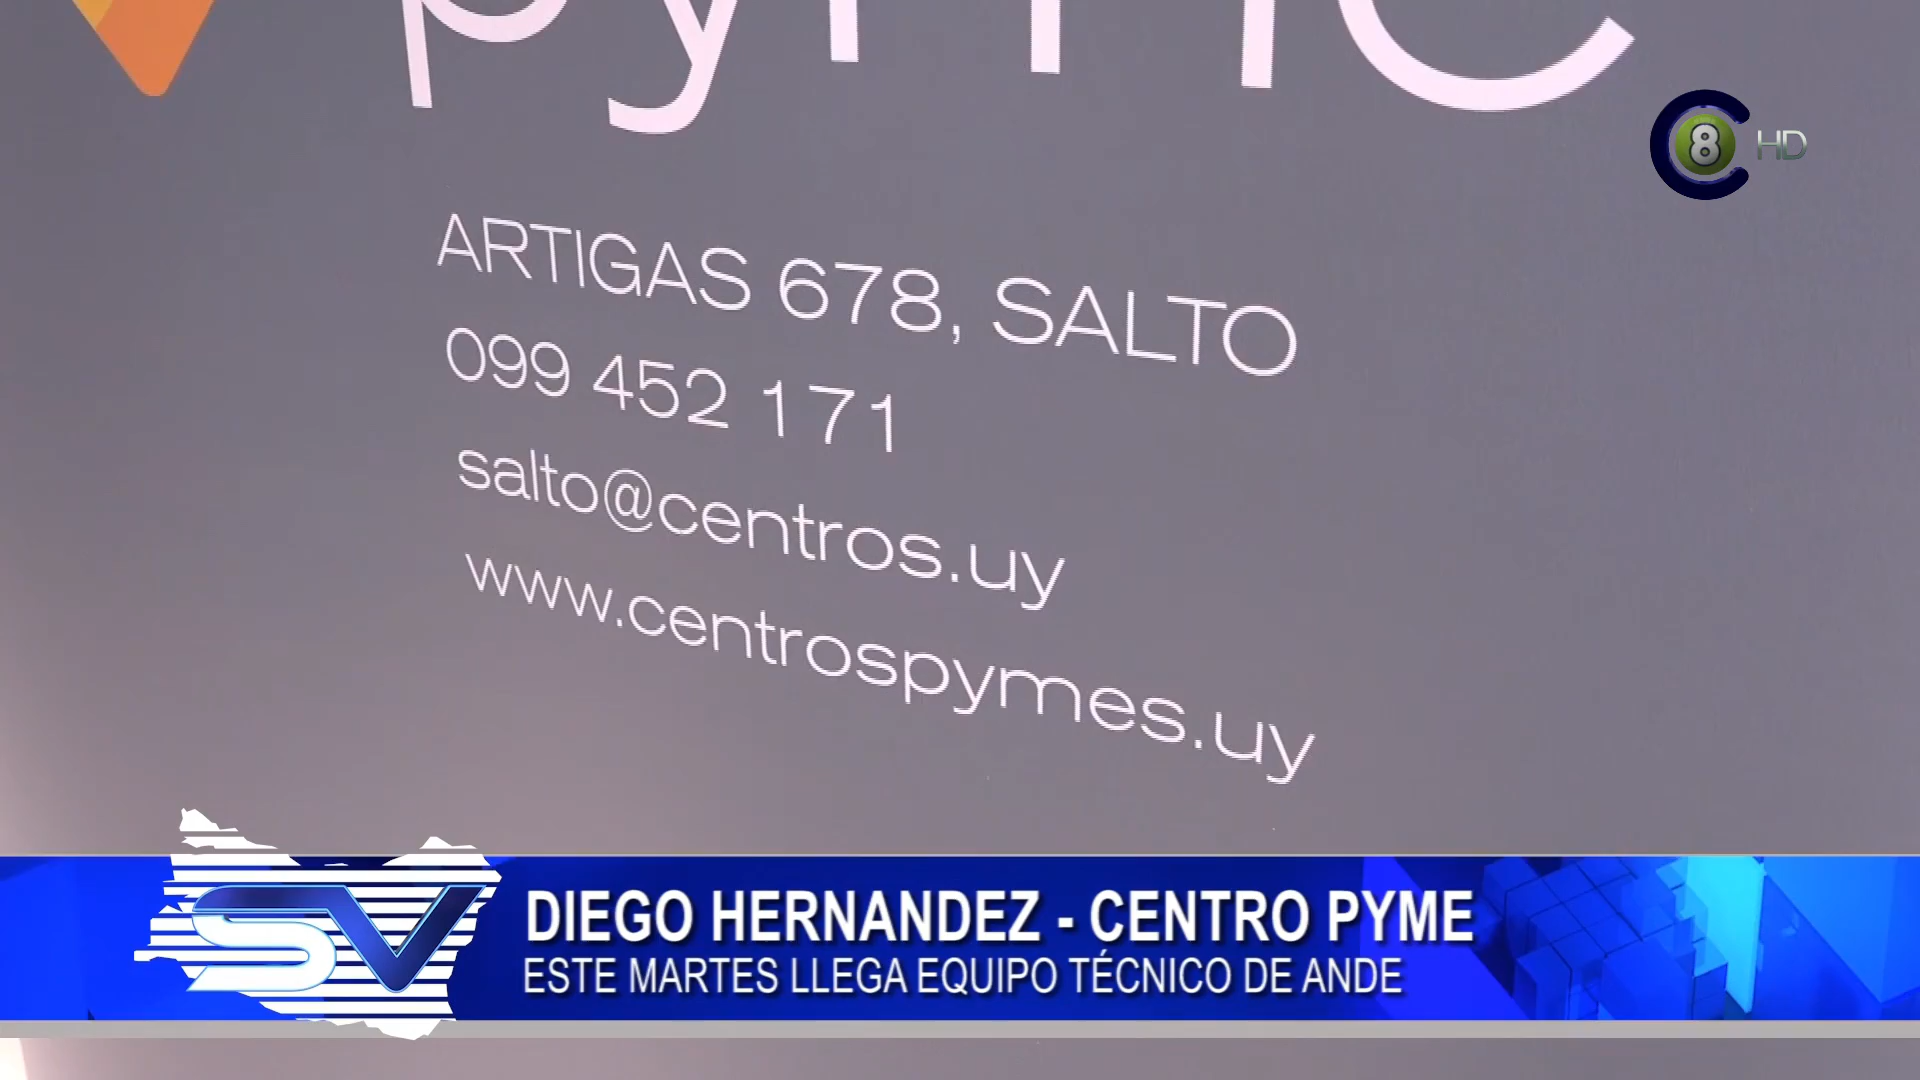 pyme
8 HD
ARTIGAS 678, SALTO
099 452 171
salto@centros.uy
www.centrospymes.uy
SV
DIEGO HERNANDEZ - CENTRO PYME
ESTE MARTES LLEGA EQUIPO TÉCNICO DE ANDE